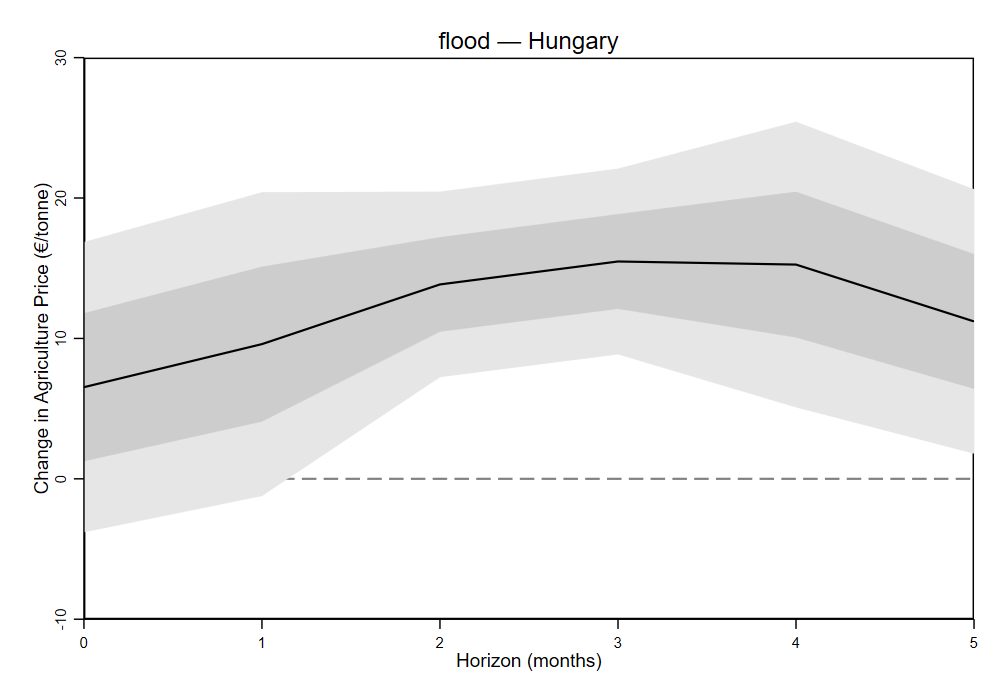 flood — Hungary
Change in Agriculture Price (€/tonne)
30
20
10
0
-10
0 1 2 3 4 5
Horizon (months)